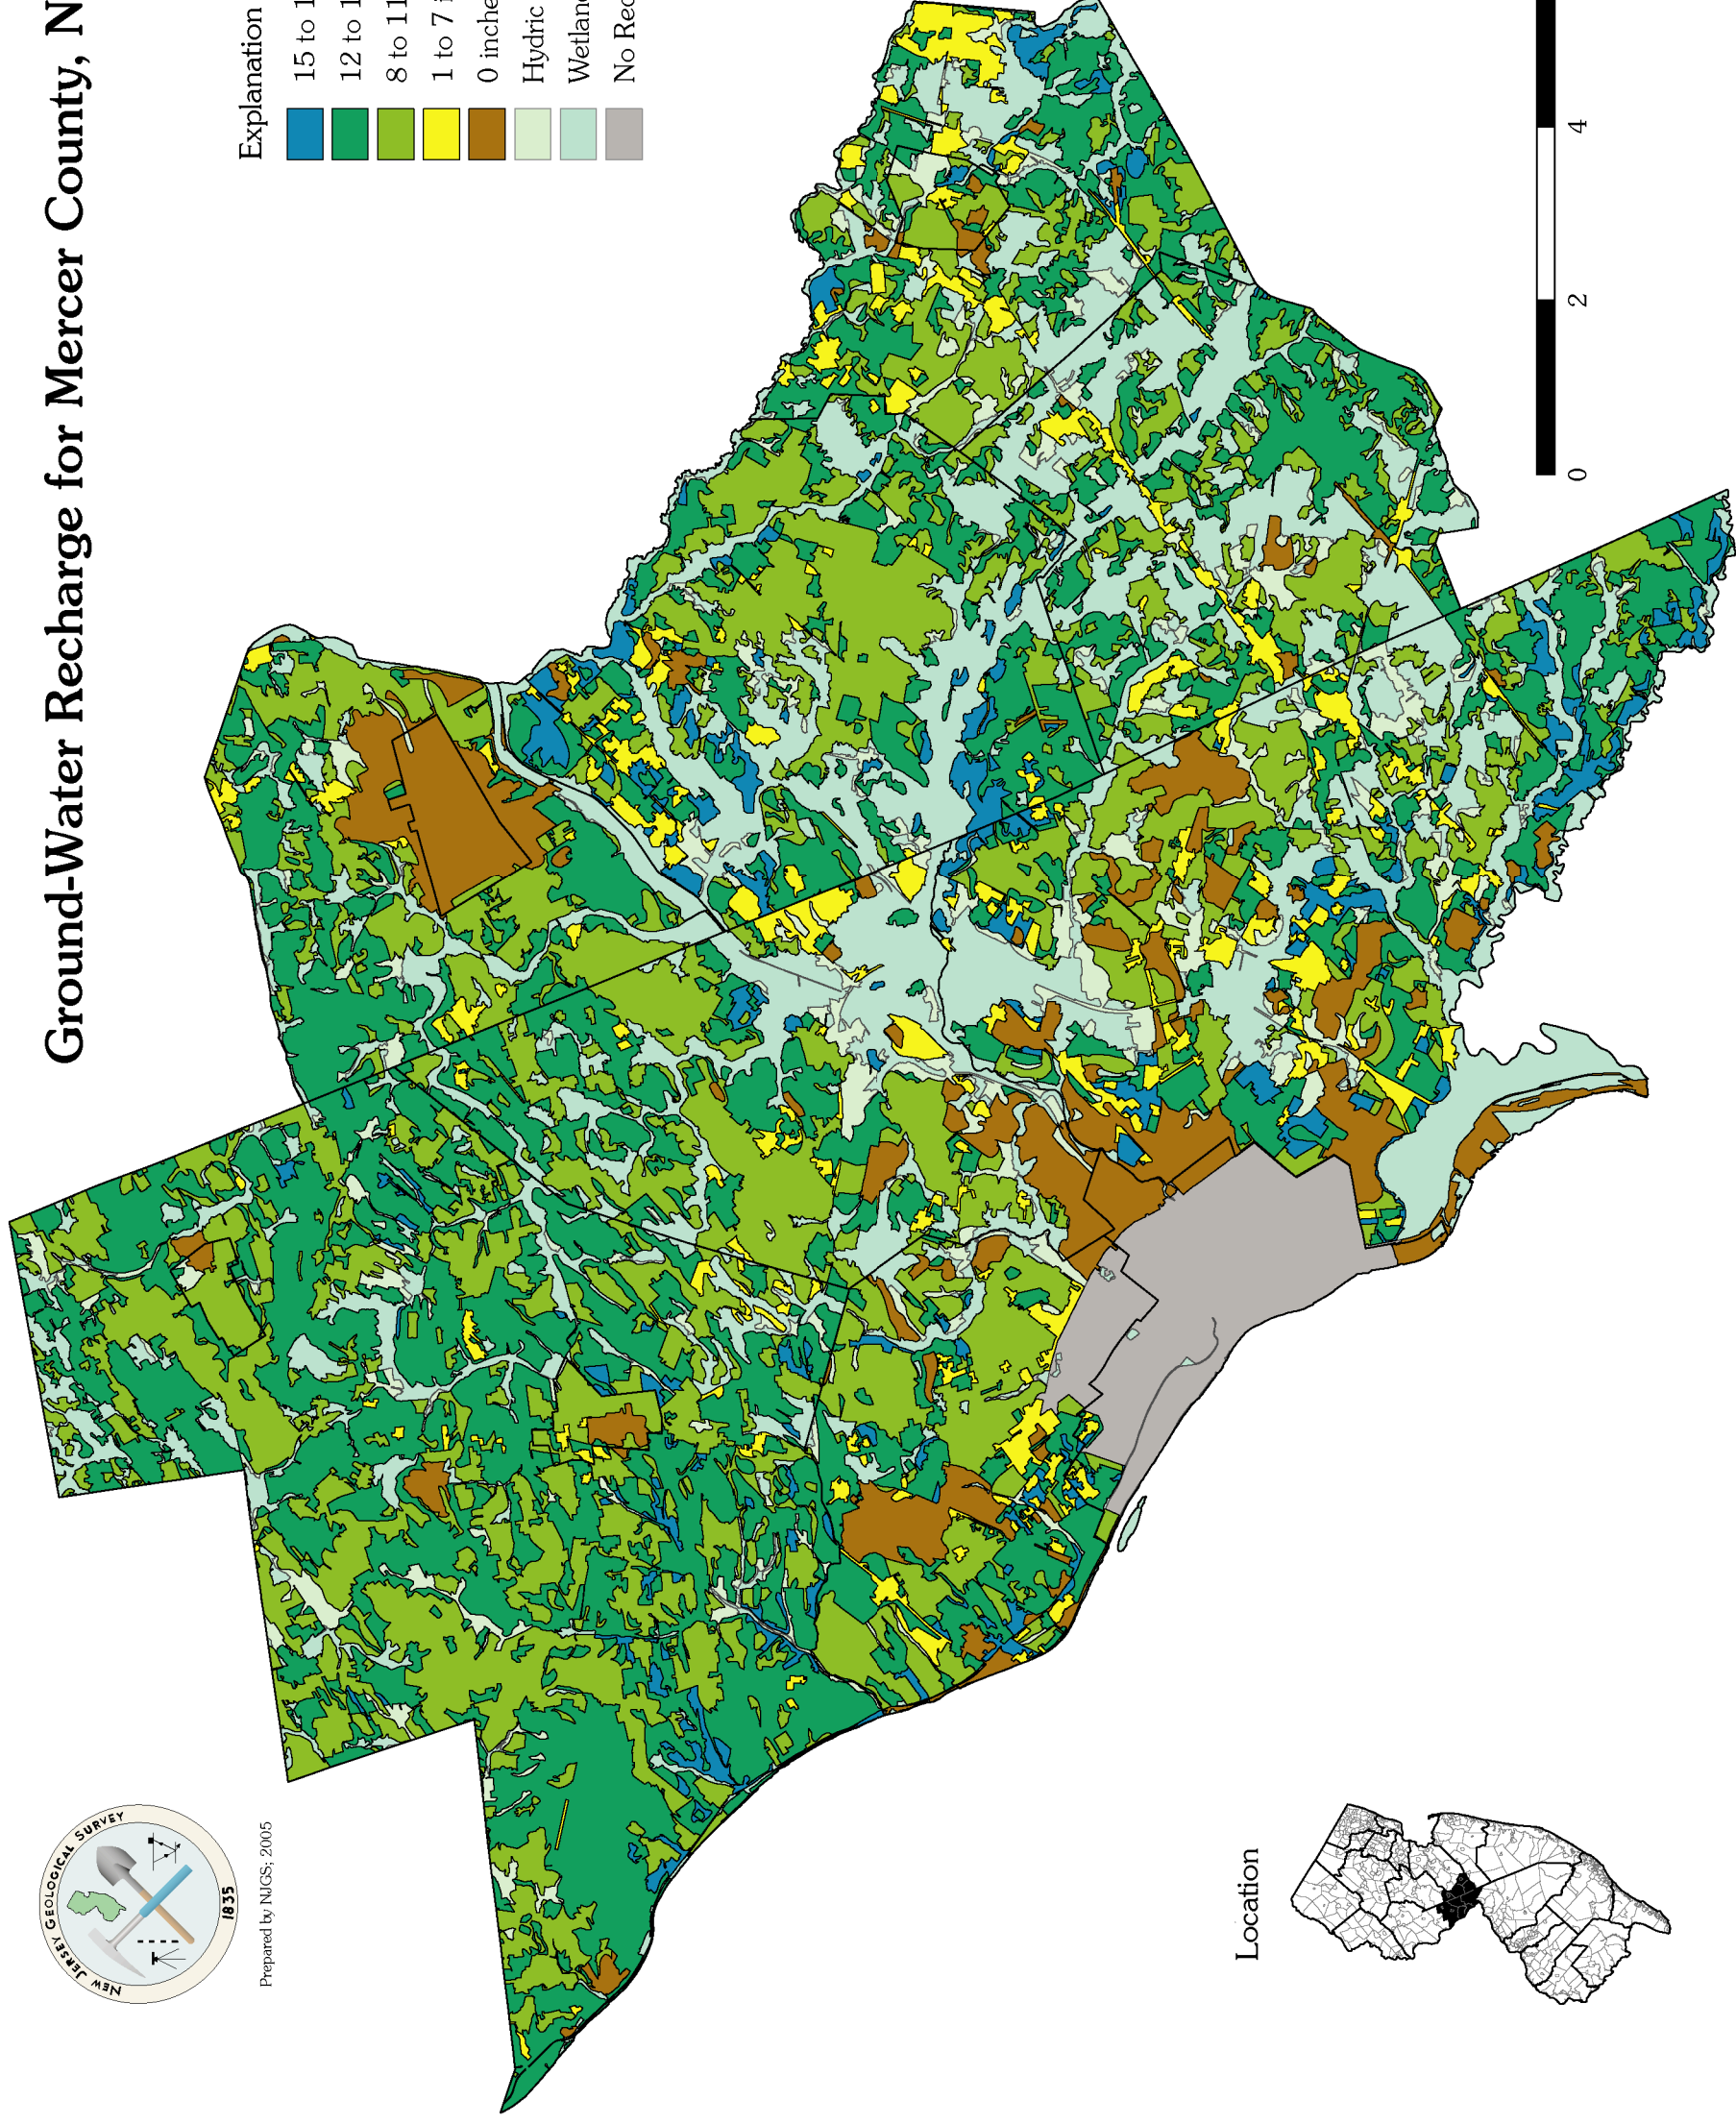 Ground-Water Recharge for Mercer County, N
Explanation
15 to 1
12 to 1
8 to 11
1 to 7 i
0 inche
Hydric
Wetlan
No Rec
NEW JERSEY GEOLOGICAL SURVEY
1835
Prepared by NJGS; 2005
Location
0 2 4